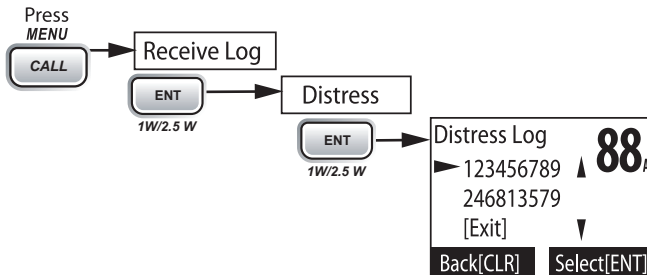 Press
MENU
CALL
Receive Log
ENT
1W/2.5 W
Distress
ENT
1W/2.5 W
Distress Log
88A
123456789
246813579
[Exit]
Back[CLR] Select[ENT]